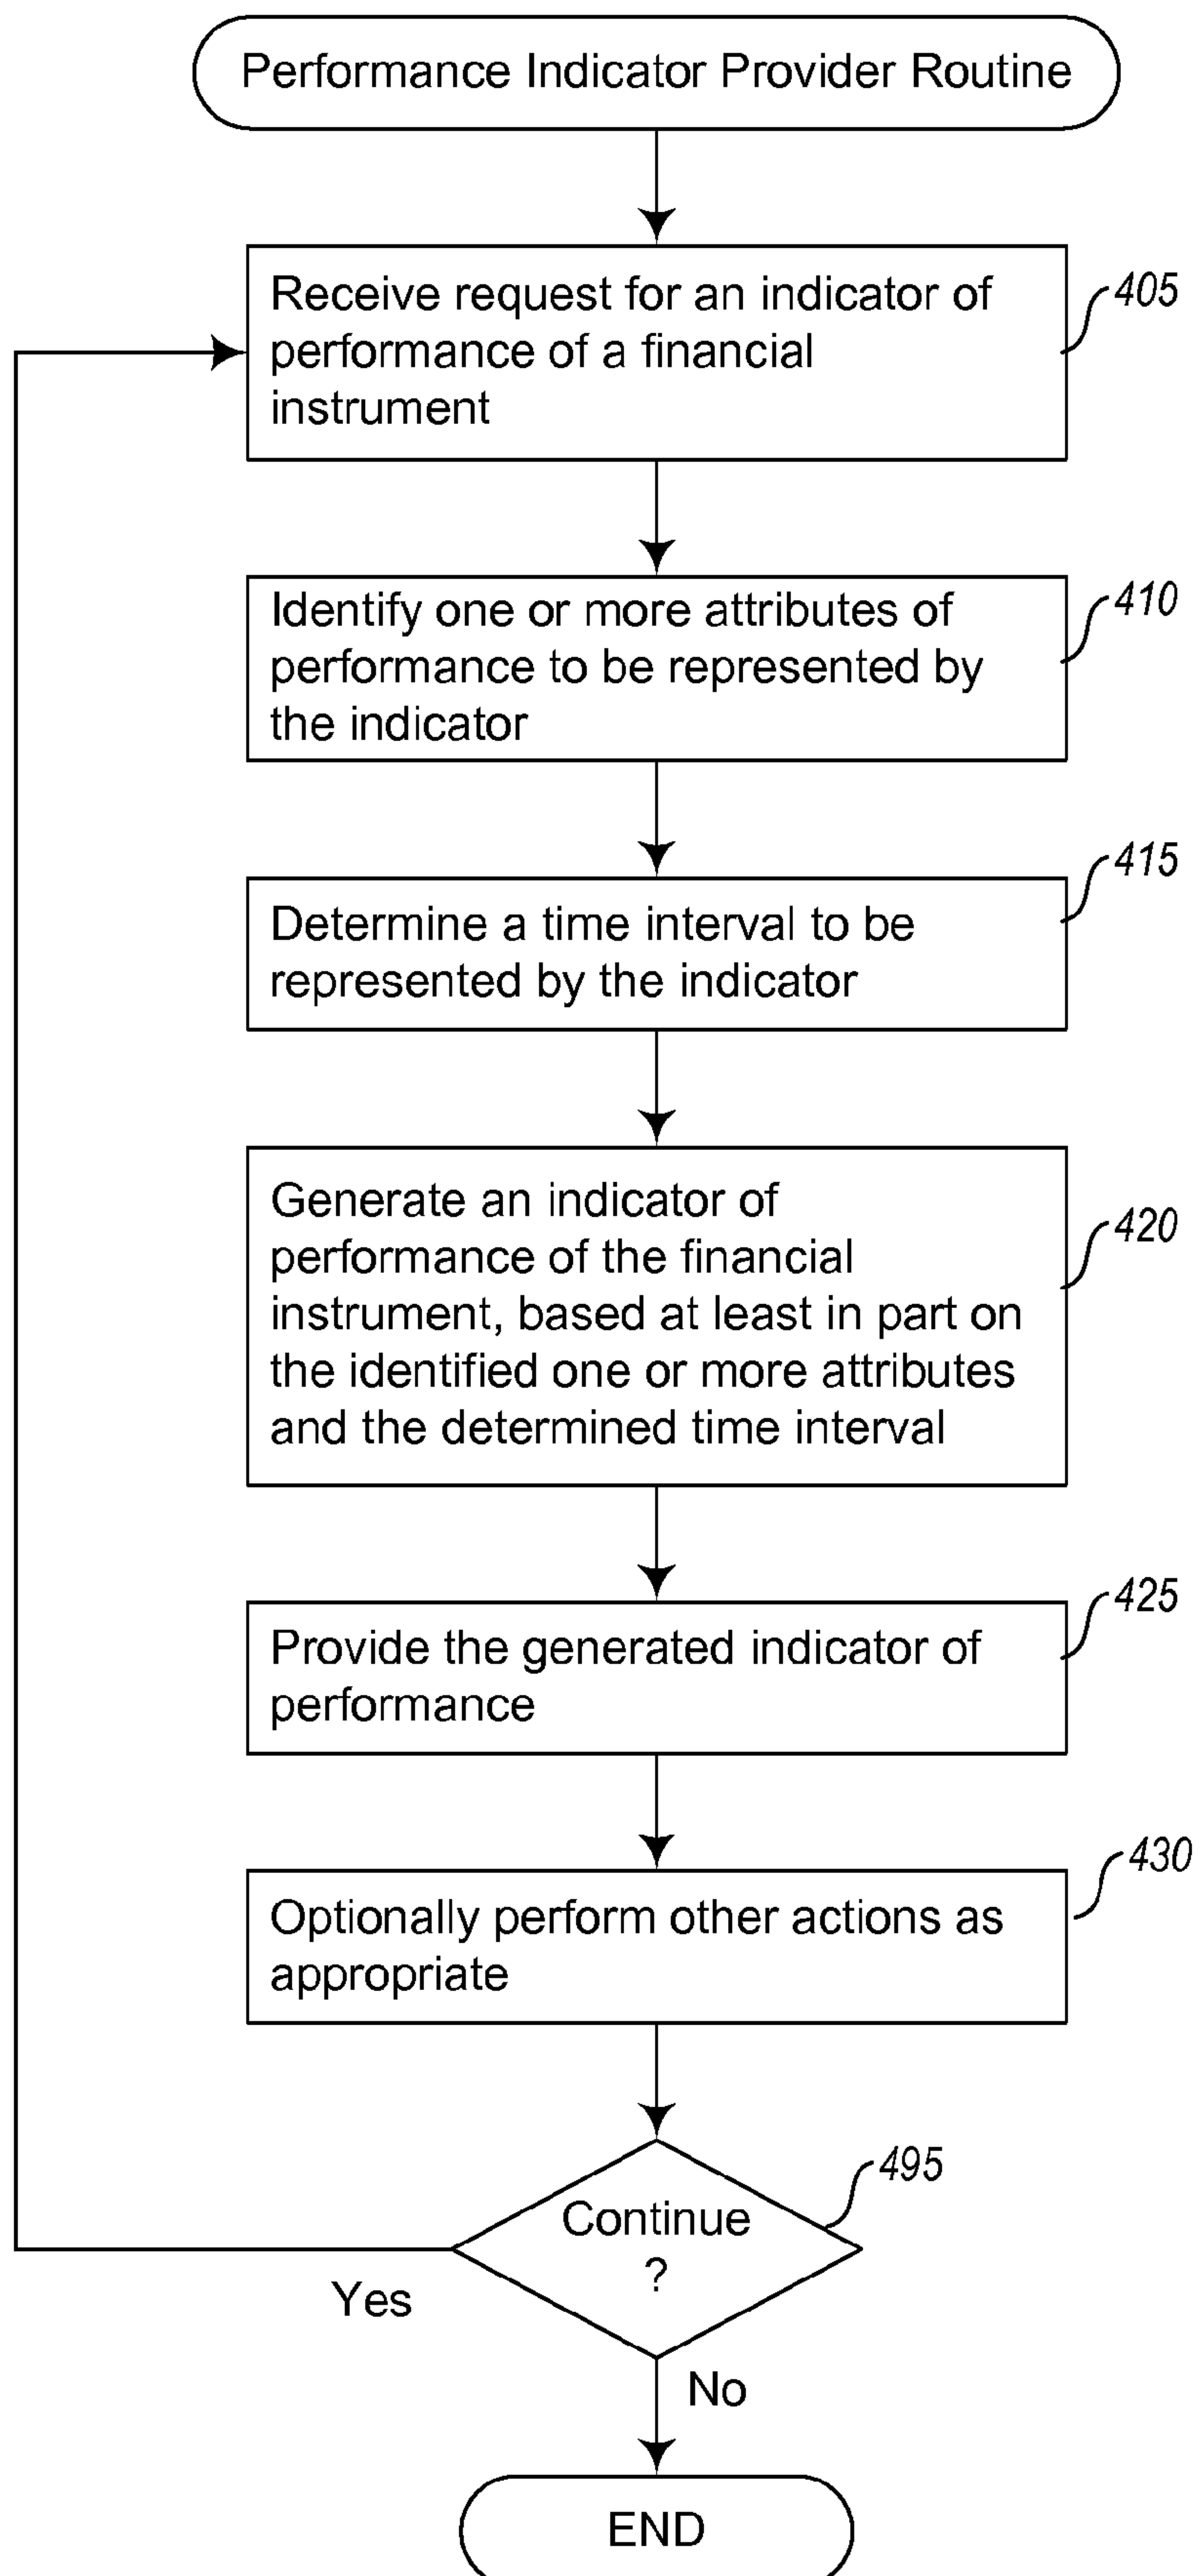 Performance Indicator Provider Routine
Receive request for an indicator of
performance of a financial
instrument
405
Identify one or more attributes of
performance to be represented by
the indicator
410
Determine a time interval to be
represented by the indicator
415
Generate an indicator of
performance of the financial
instrument, based at least in part on
the identified one or more attributes
and the determined time interval
420
Provide the generated indicator of
performance
425
Optionally perform other actions as
appropriate
430
Continue
?
495
Yes
No
END